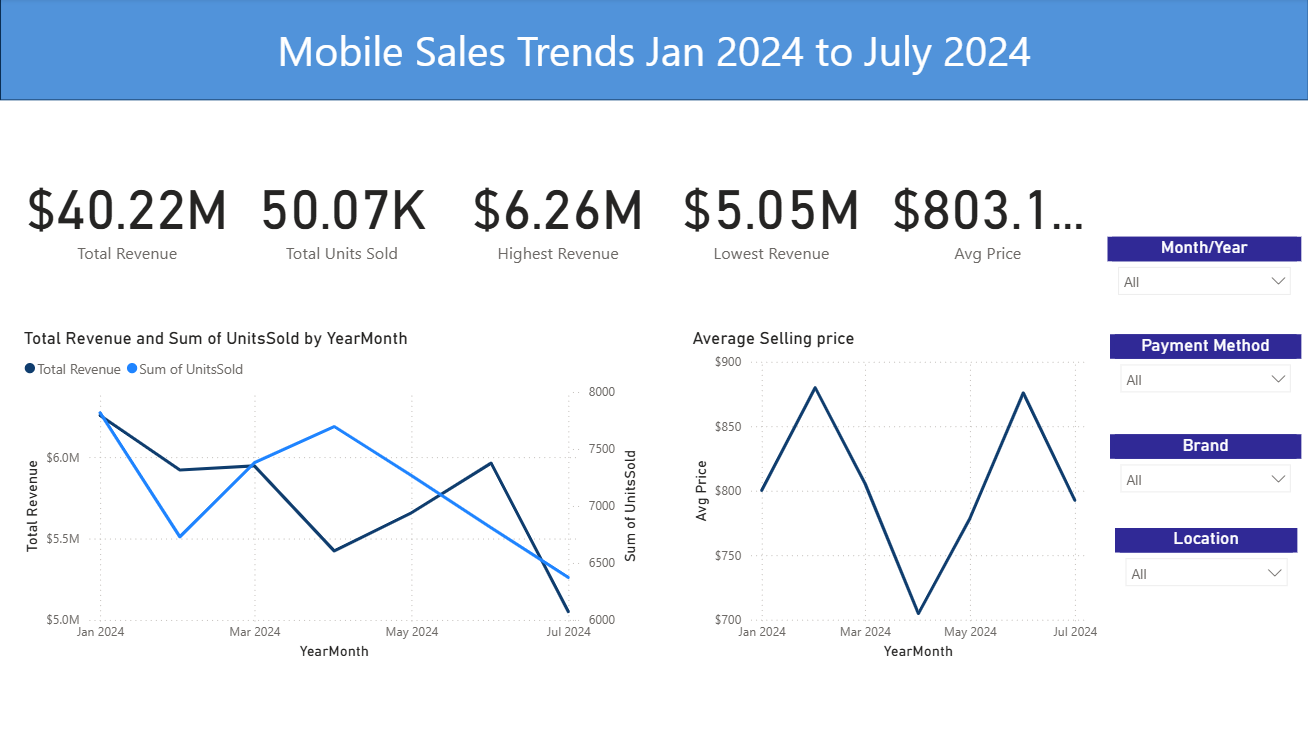 Mobile Sales Trends Jan 2024 to July 2024
$40.22M
Total Revenue
50.07K
Total Units Sold
$6.26M
Highest Revenue
$5.05M
Lowest Revenue
$803.1...
Avg Price
Month/Year
All
Payment Method
All
Brand
All
Location
All
Total Revenue and Sum of UnitsSold by YearMonth
Total Revenue Sum of UnitsSold
Total Revenue
$6.0M
$5.5M
$5.0M
8000
7500
7000
6500
6000
Sum of UnitsSold
Jan 2024 Mar 2024 May 2024 Jul 2024
YearMonth
Average Selling price
Avg Price
$900
$850
$800
$750
$700
Jan 2024 Mar 2024 May 2024 Jul 2024
YearMonth